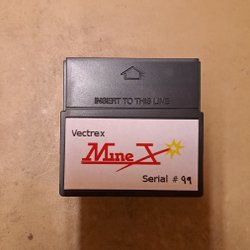 INSERT TO THIS LINE
Vectrex
Mine X
Serial # 99